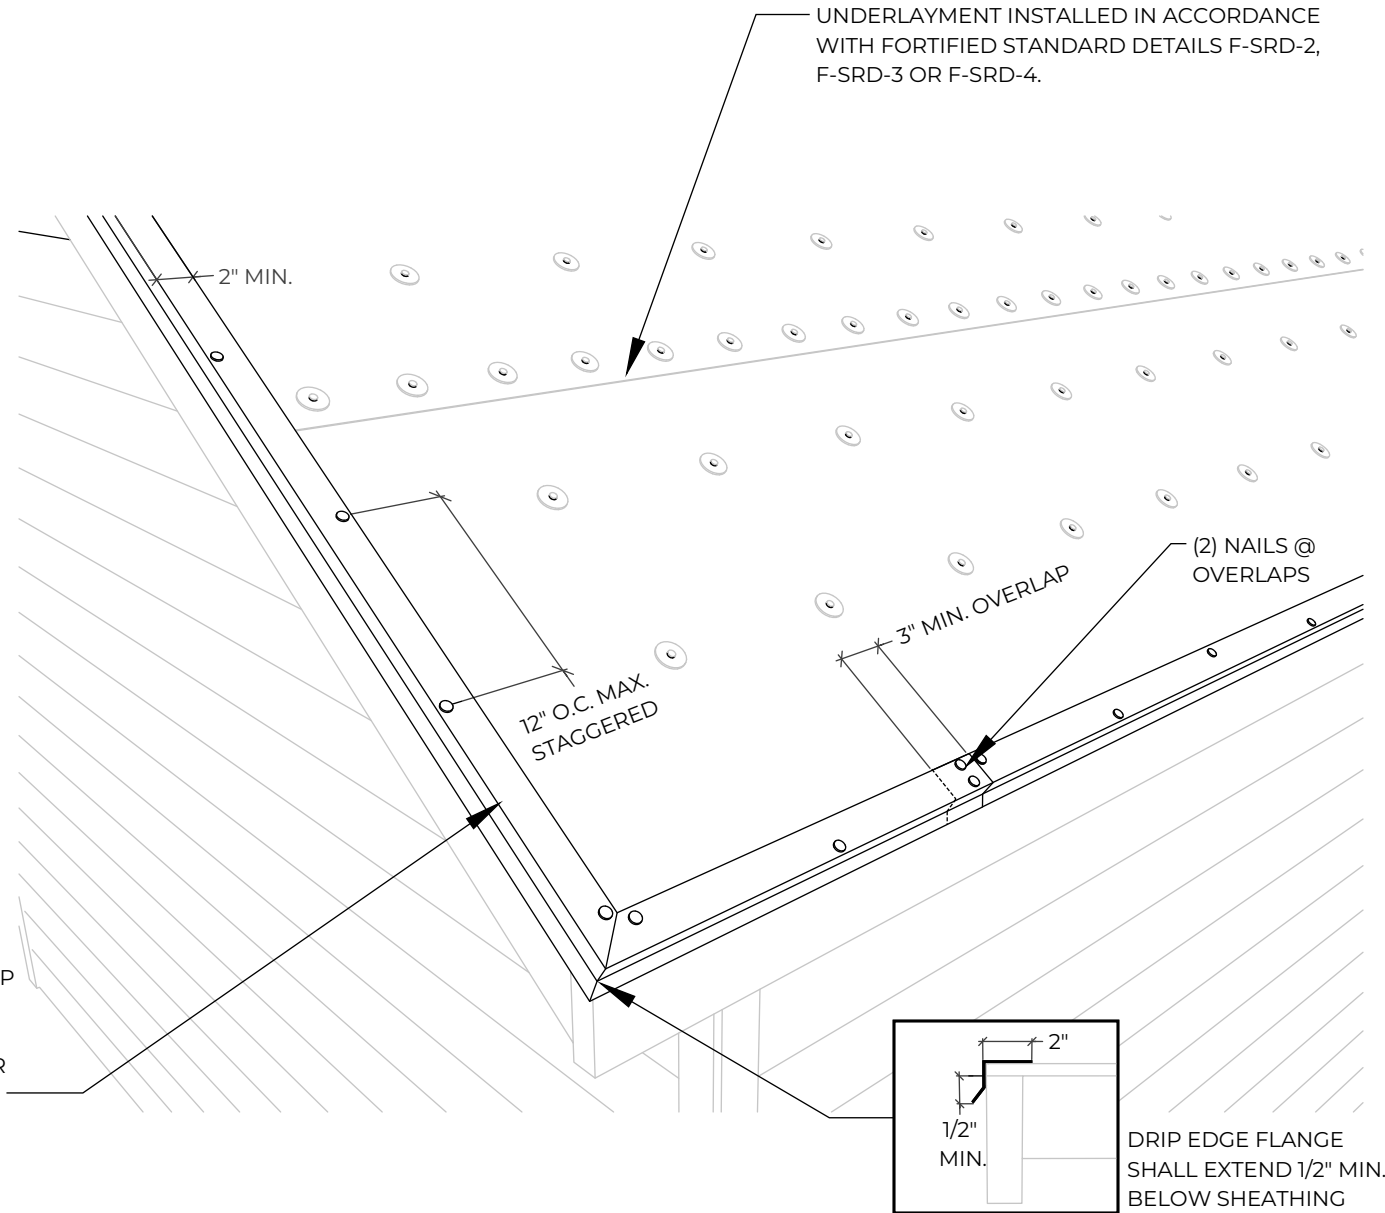 UNDERLAYMENT INSTALLED IN ACCORDANCE
WITH FORTIFIED STANDARD DETAILS F-SRD-2,
F-SRD-3 OR F-SRD-4.
2" MIN.
(2) NAILS @
OVERLAPS
3" MIN. OVERLAP
12" O.C. MAX.
STAGGERED
P
R
2"
1/2"
MIN.
DRIP EDGE FLANGE
SHALL EXTEND 1/2" MIN.
BELOW SHEATHING